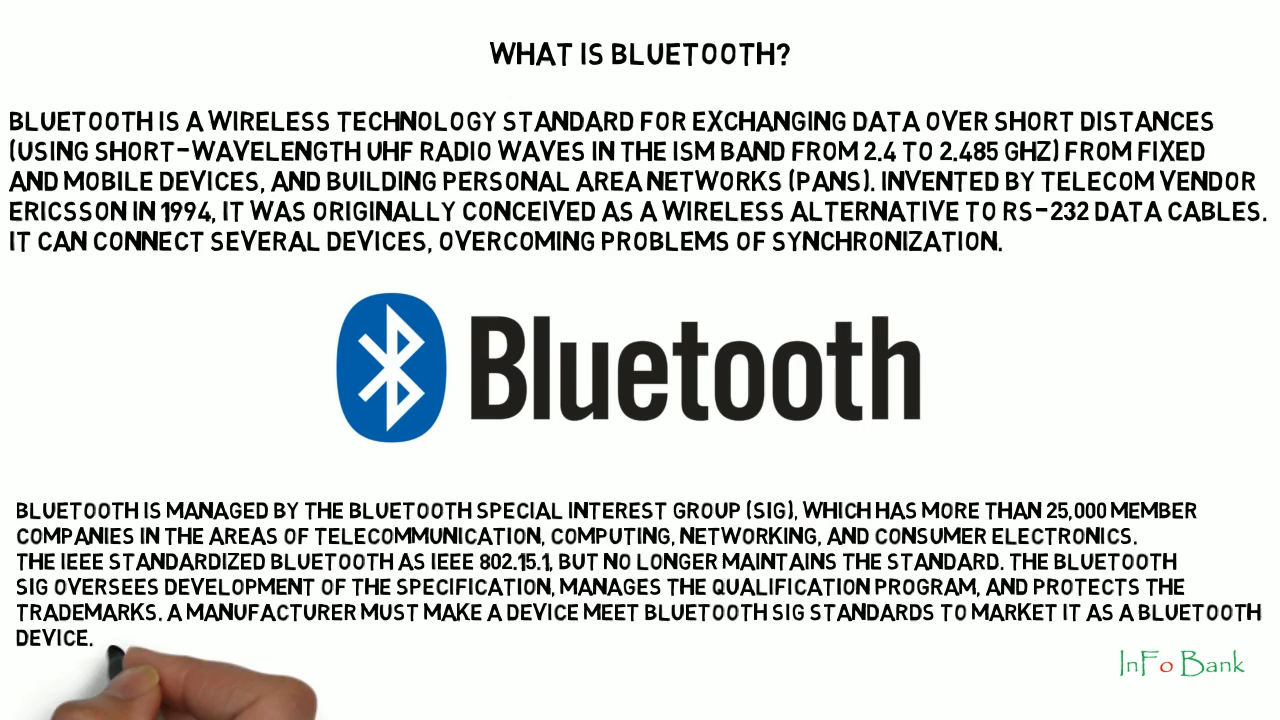 WHAT IS BLUETOOTH?
BLUETOOTH IS A WIRELESS TECHNOLOGY STANDARD FOR EXCHANGING DATA OVER SHORT DISTANCES
(USING SHORT-WAVELENGTH UHF RADIO WAVES IN THE ISM BAND FROM 2.4 TO 2.485 GHZ) FROM FIXED
AND MOBILE DEVICES, AND BUILDING PERSONAL AREA NETWORKS (PANS). INVENTED BY TELECOM VENDOR
ERICSSON IN 1994, IT WAS ORIGINALLY CONCEIVED AS A WIRELESS ALTERNATIVE TO RS-232 DATA CABLES.
IT CAN CONNECT SEVERAL DEVICES, OVERCOMING PROBLEMS OF SYNCHRONIZATION.
Bluetooth
BLUETOOTH IS MANAGED BY THE BLUETOOTH SPECIAL INTEREST GROUP (SIG), WHICH HAS MORE THAN 25,000 MEMBER
COMPANIES IN THE AREAS OF TELECOMMUNICATION, COMPUTING, NETWORKING, AND CONSUMER ELECTRONICS.
THE IEEE STANDARDIZED BLUETOOTH AS IEEE 802.15.1, BUT NO LONGER MAINTAINS THE STANDARD. THE BLUETOOTH
SIG OVERSEES DEVELOPMENT OF THE SPECIFICATION, MANAGES THE QUALIFICATION PROGRAM, AND PROTECTS THE
TRADEMARKS. A MANUFACTURER MUST MAKE A DEVICE MEET BLUETOOTH SIG STANDARDS TO MARKET IT AS A BLUETOOTH
DEVICE.
InFo Bank